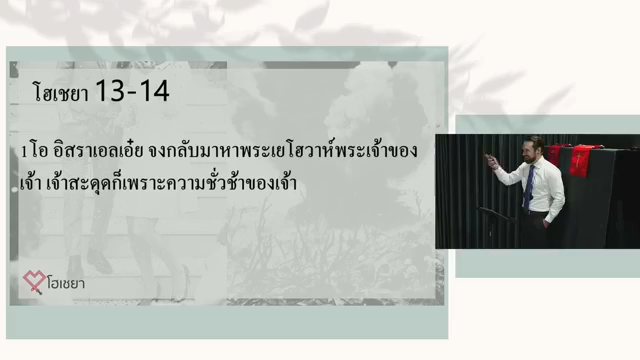 โฮเชยา 13-14
1โอ อิสราเอลเอ๋ย จงกลับมาหาพระเยโฮวาห์พระเจ้าของ
เจ้า เจ้าสะดุดก็เพราะความชั่วช้าของเจ้า
โฮเชยา